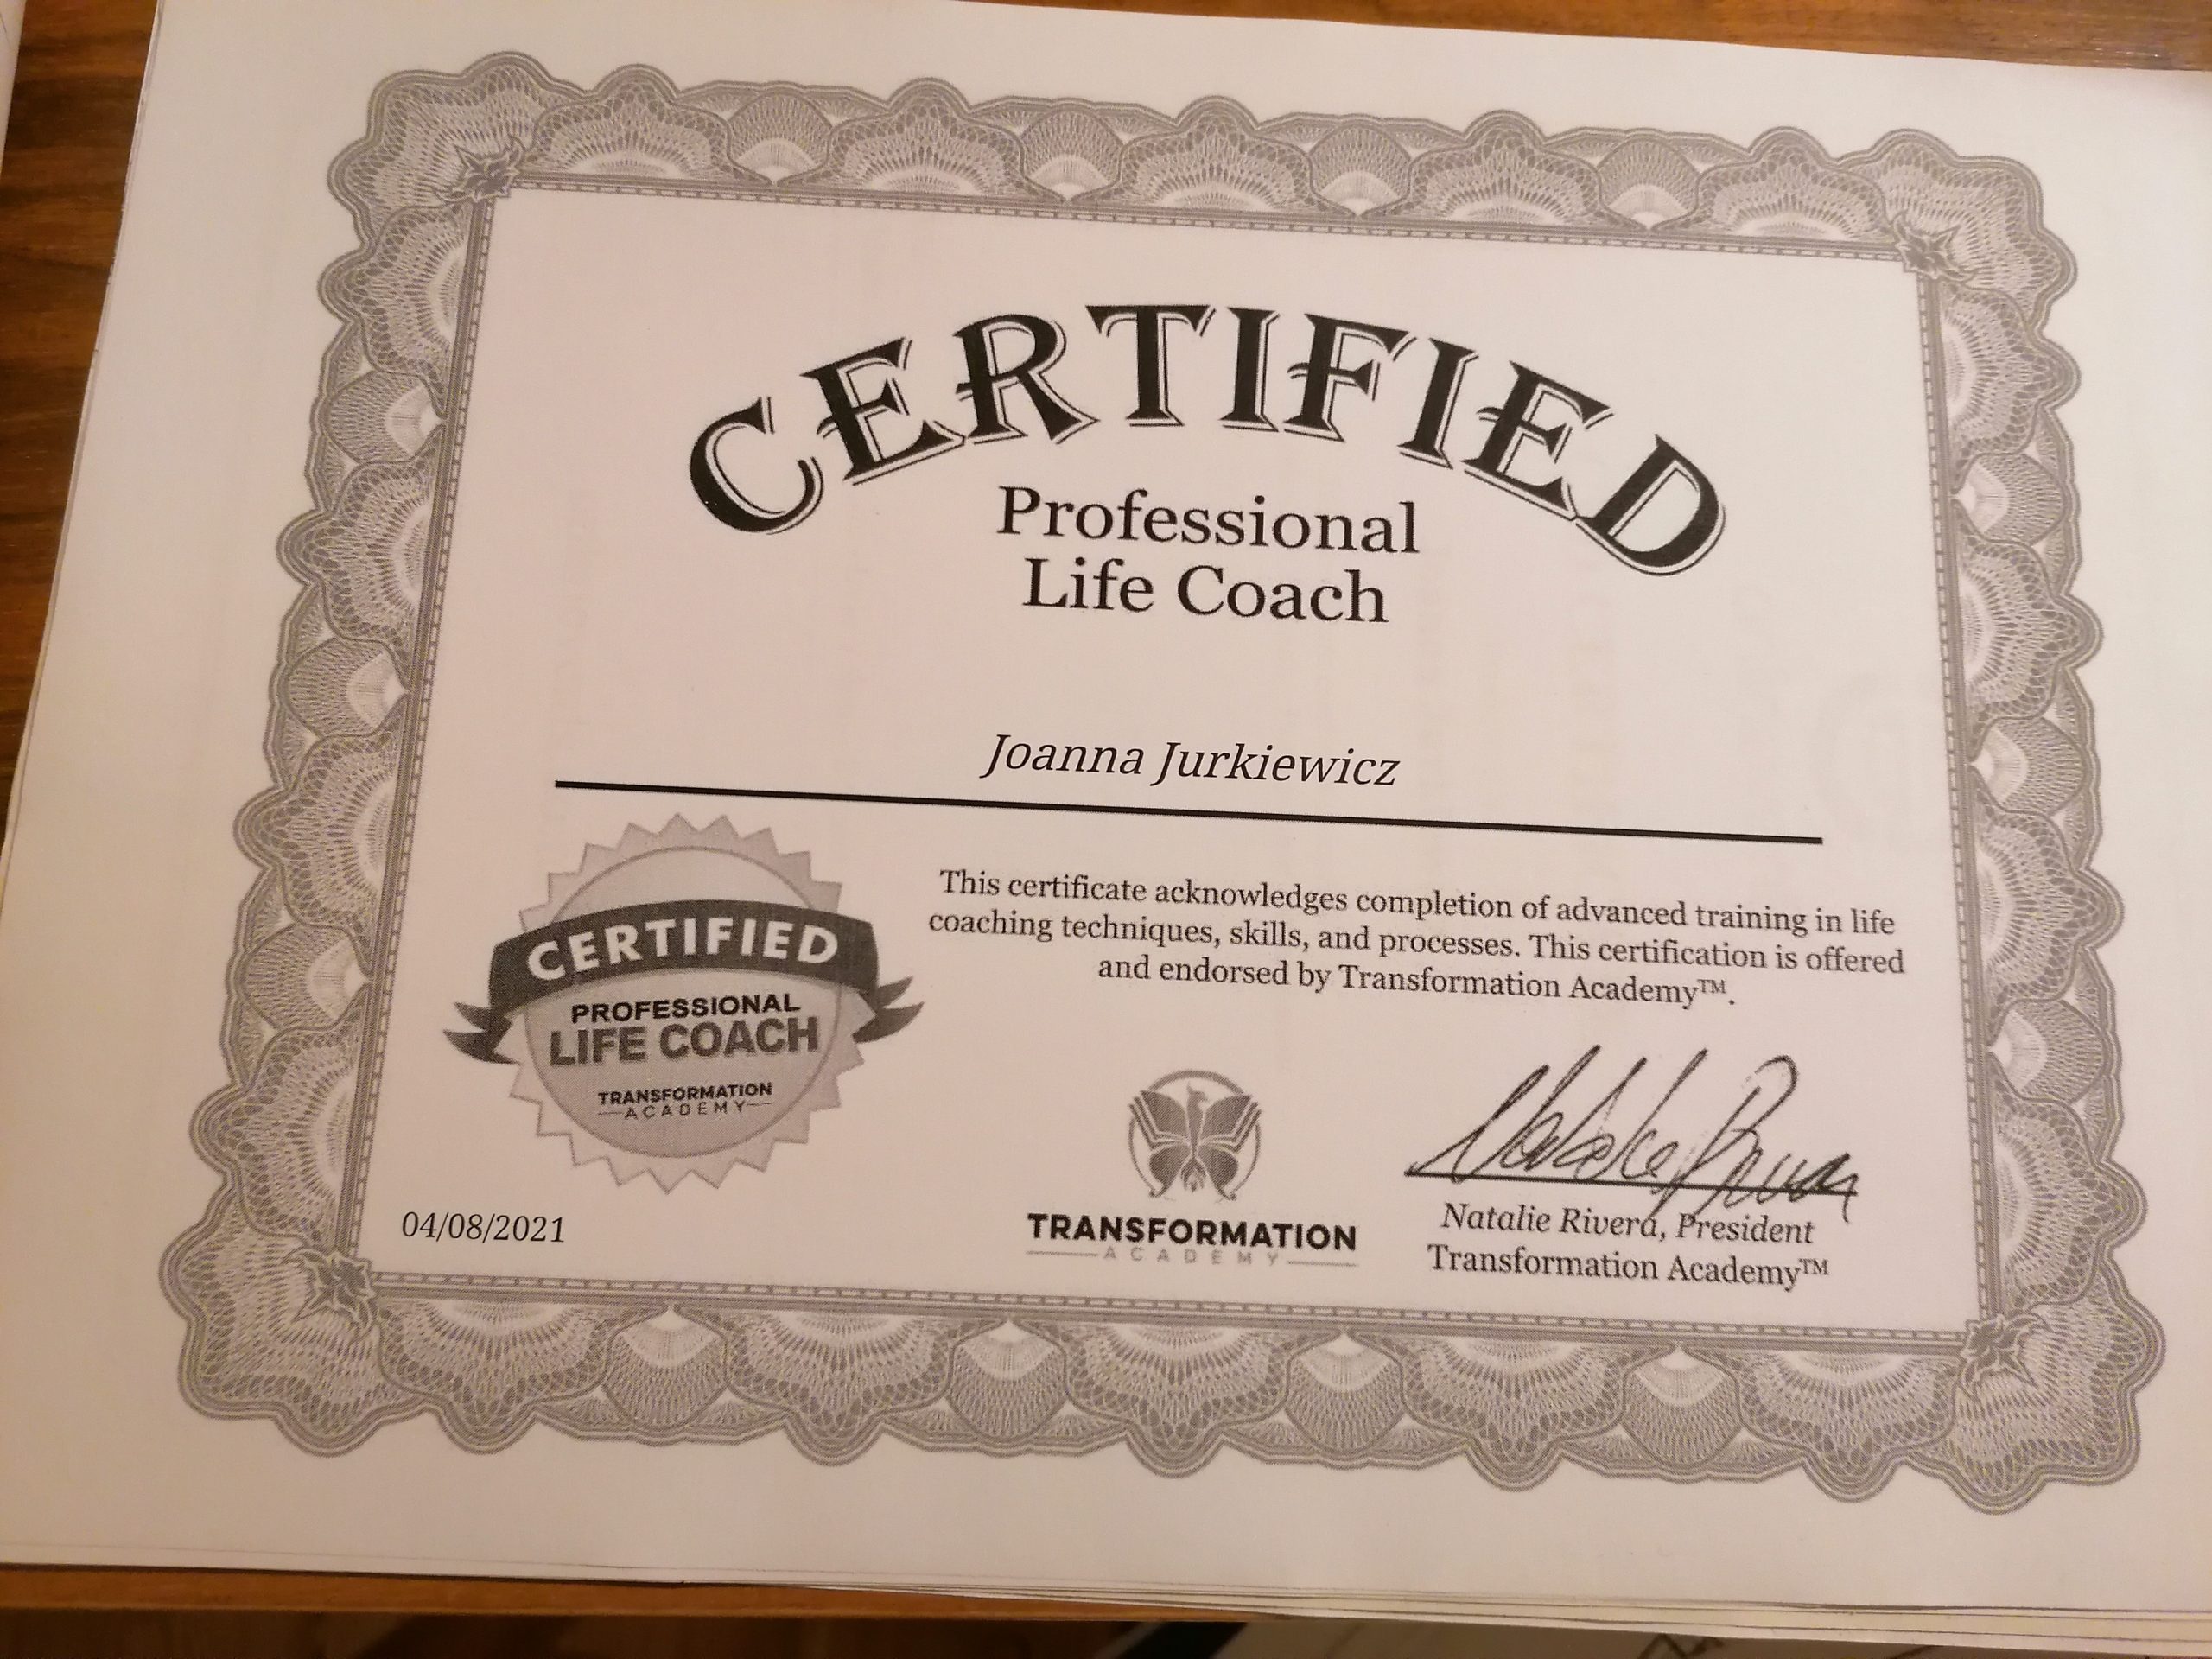 CERTIFIED
Professional
Life Coach
Joanna Jurkiewicz
This certificate acknowledges completion of advanced training in life
coaching techniques, skills, and processes. This certification is offered
and endorsed by Transformation Academy™.
CERTIFIED
PROFESSIONAL
LIFE COACH
TRANSFORMATION
ACADEMY
04/08/2021
TRANSFORMATION
ACADEMY
Natalie Rivera, President
Transformation Academy™